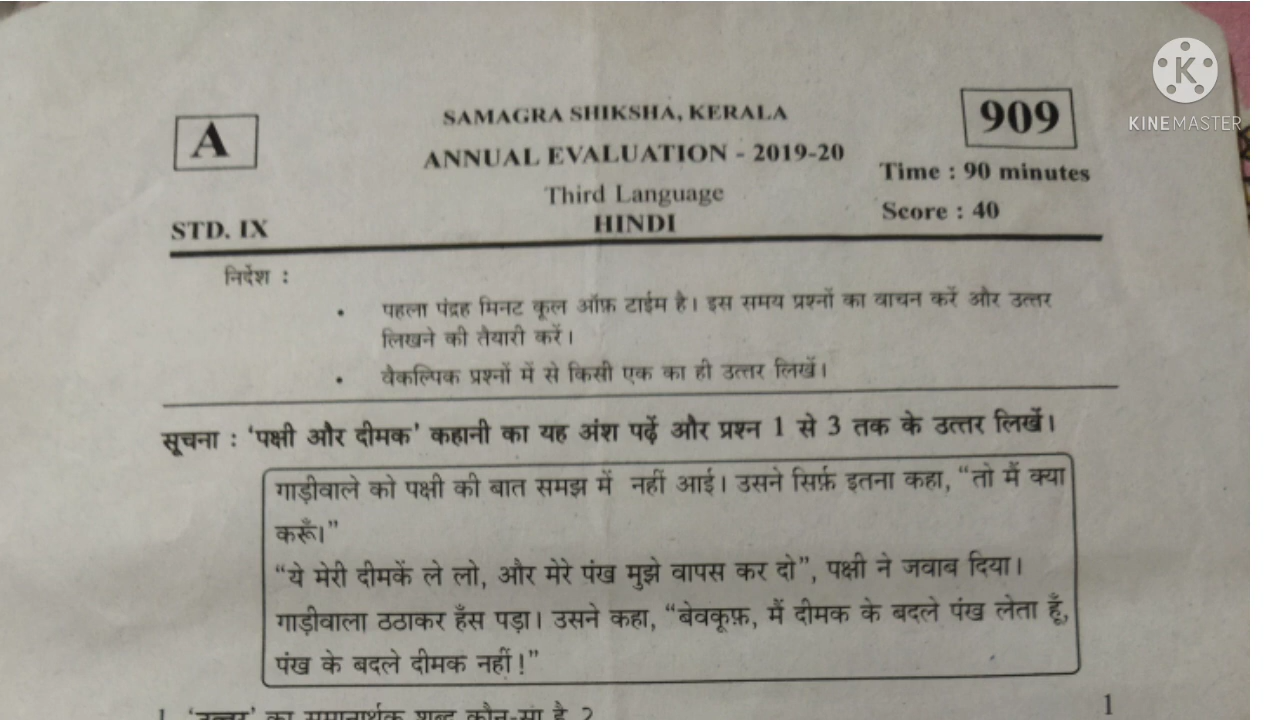 K
KINEMASTER
A
SAMAGRA SHIKSHA, KERALA
909
ANNUAL EVALUATION - 2019-20
Time : 90 minutes
Third Language
Score : 40
STD. IX
HINDI
निर्देश :
• पहला पंद्रह मिनट कूल ऑफ़ टाईम है। इस समय प्रश्नों का वाचन करें और उत्तर
लिखने की तैयारी करें।
• वैकल्पिक प्रश्नों में से किसी एक का ही उत्तर लिखें।
सूचना : ‘पक्षी और दीमक’ कहानी का यह अंश पढ़ें और प्रश्न 1 से 3 तक के उत्तर लिखें।
गाड़ीवाले को पक्षी की बात समझ में नहीं आई। उसने सिर्फ़ इतना कहा, “तो मैं क्या
करूँ।”
“ये मेरी दीमकें ले लो, और मेरे पंख मुझे वापस कर दो”, पक्षी ने जवाब दिया।
गाड़ीवाला ठठाकर हँस पड़ा। उसने कहा, “बेवकूफ़, मैं दीमक के बदले पंख लेता हूँ,
पंख के बदले दीमक नहीं!”
1. का समानार्थक शब्द कौन-सा है ? 1